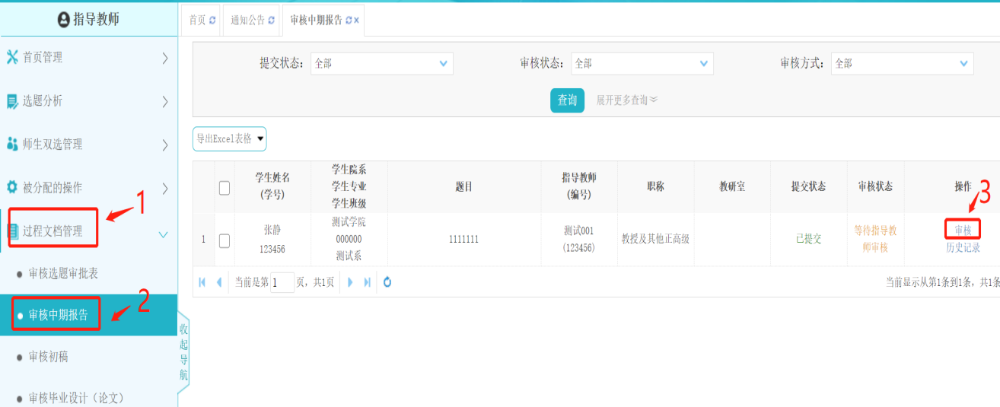 指导教师
首页
通知公告
审核中期报告
首页管理
选题分析
师生双选管理
被分配的操作
1
过程文档管理
审核选题审批表
2
审核中期报告
审核初稿
审核毕业设计（论文）
收起导航
提交状态： 全部
审核状态： 全部
审核方式： 全部
查询 展开更多查询
导出Excel表格
学生姓名
(学号)
学生院系
学生专业
学生班级
题目
指导教师
(编号)
职称
教研室
提交状态
审核状态
操作
3
1
张静
123456
测试学院
000000
测试系
1111111
测试001
(123456)
教授及其他正高级
已提交
等待指导教
师审核
审核
历史记录
当前是第 1 页，共1页
当前显示从第1条到1条，共1条